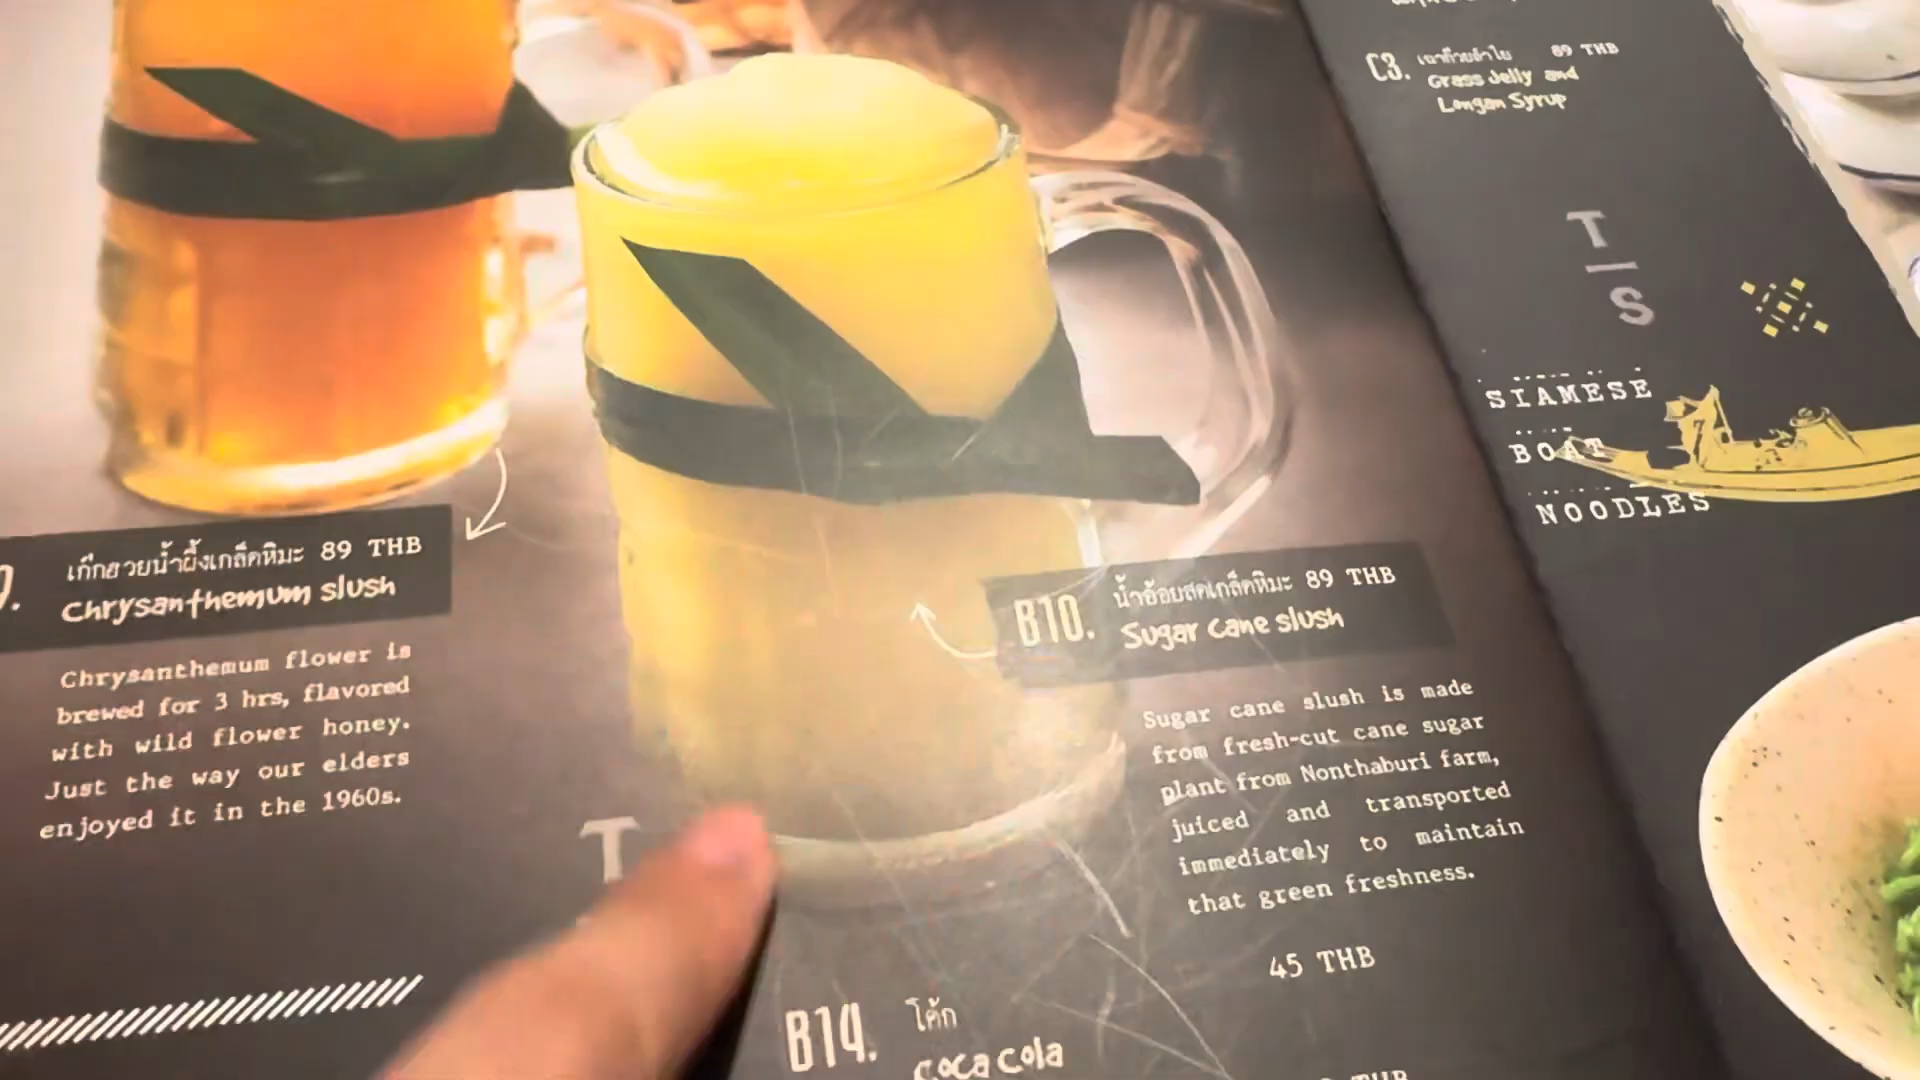 เก๊กฮวยน้ำผึ้งเกล็ดหิมะ 89 THB
Chrysanthemum slush
Chrysanthemum flower is
brewed for 3 hrs, flavored
with wild flower honey.
Just the way our elders
enjoyed it in the 1960s.
B10.
น้ำอ้อยสดเกล็ดหิมะ 89 THB
Sugar cane slush
Sugar cane slush is made
from fresh-cut cane sugar
plant from Nonthaburi farm,
juiced and transported
immediately to maintain
that green freshness.
45 THB
T
B14.
โค้ก
coca cola
THB
C3.
89 THB
Grass Jelly and
Longan Syrup
T
S
SIAMESE
BOAT
NOODLES